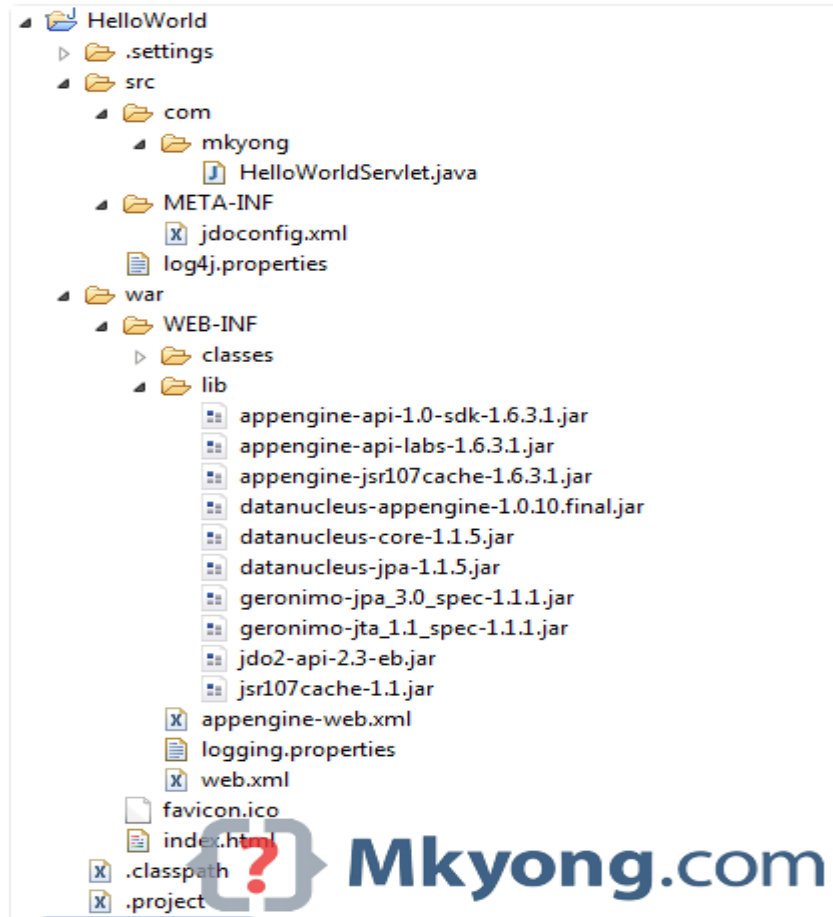 HelloWorld
.settings
src
com
mkyong
HelloWorldServlet.java
META-INF
jdoconfig.xml
log4j.properties
war
WEB-INF
classes
lib
appengine-api-1.0-sdk-1.6.3.1.jar
appengine-api-labs-1.6.3.1.jar
appengine-jsr107cache-1.6.3.1.jar
datanucleus-appengine-1.0.10.final.jar
datanucleus-core-1.1.5.jar
datanucleus-jpa-1.1.5.jar
geronimo-jpa_3.0_spec-1.1.1.jar
geronimo-jta_1.1_spec-1.1.1.jar
jdo2-api-2.3-eb.jar
jsr107cache-1.1.jar
appengine-web.xml
logging.properties
web.xml
favicon.ico
index.html
.classpath
.project
{?} Mkyong.com